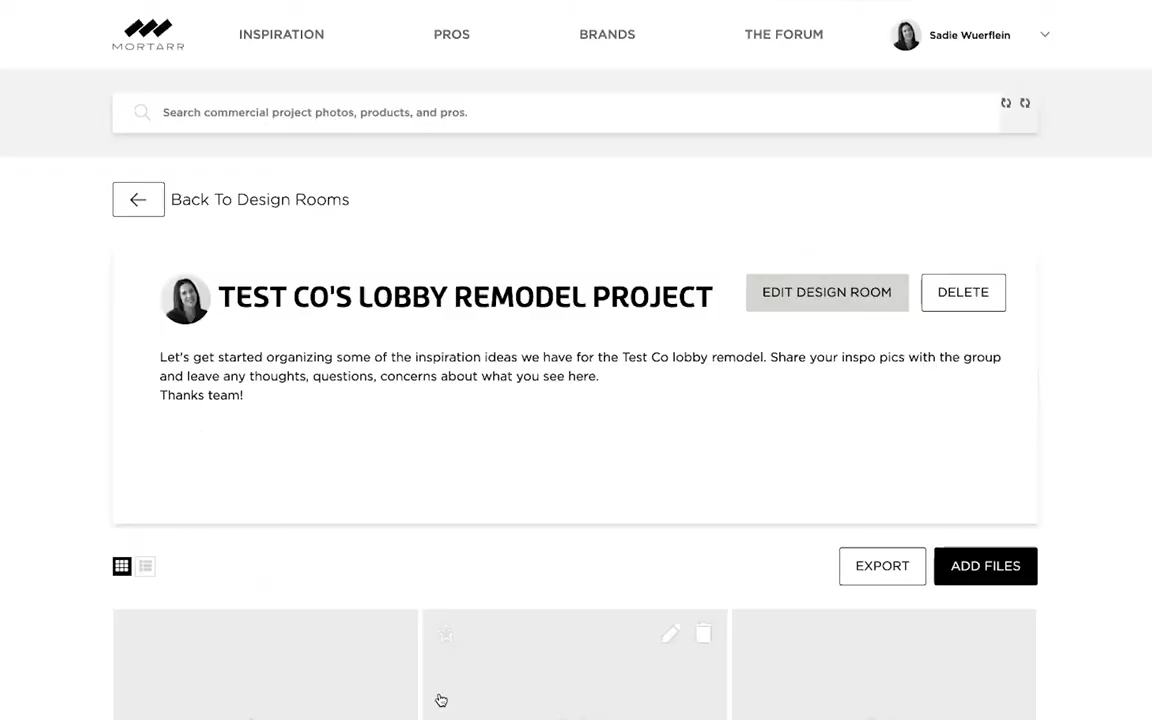 MORTARR
INSPIRATION
PROS
BRANDS
THE FORUM
Sadie Wuerflein
Search commercial project photos, products, and pros.
Back To Design Rooms
TEST CO'S LOBBY REMODEL PROJECT
EDIT DESIGN ROOM
DELETE
Let's get started organizing some of the inspiration ideas we have for the Test Co lobby remodel. Share your inspo pics with the group
and leave any thoughts, questions, concerns about what you see here.
Thanks team!
EXPORT
ADD FILES